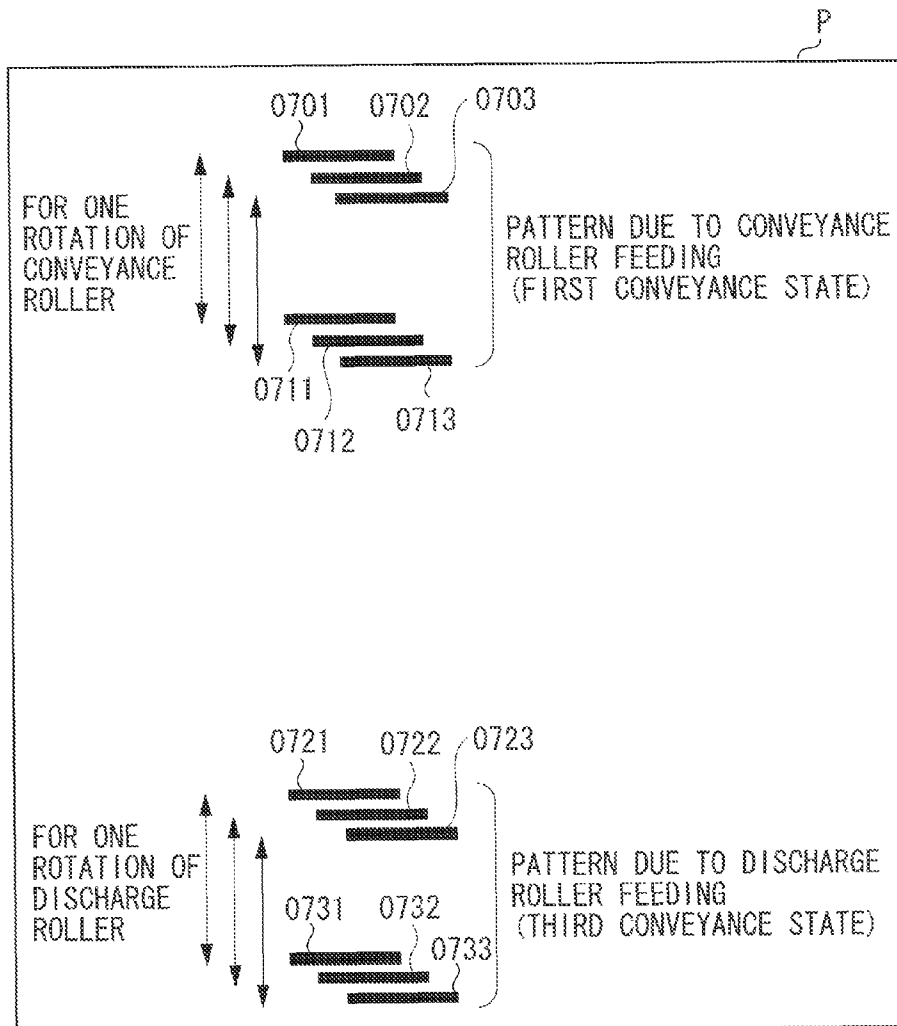 P
0701
0702
0703
FOR ONE
ROTATION OF
CONVEYANCE
ROLLER
PATTERN DUE TO CONVEYANCE
ROLLER FEEDING
(FIRST CONVEYANCE STATE)
0711
0712
0713
0721
0722
0723
FOR ONE
ROTATION OF
DISCHARGE
ROLLER
PATTERN DUE TO DISCHARGE
ROLLER FEEDING
(THIRD CONVEYANCE STATE)
0731
0732
0733